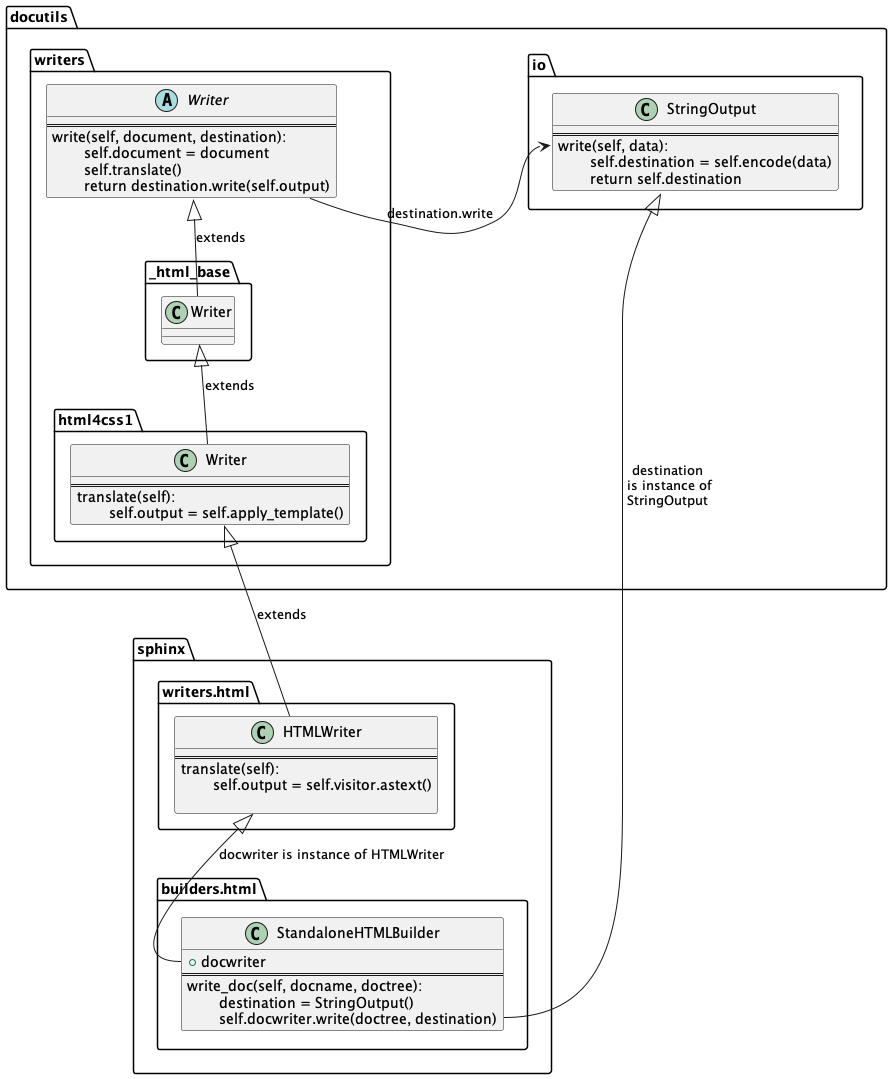 docutils
writers
A Writer
write(self, document, destination):
self.document = document
self.translate()
return destination.write(self.output)
io
C StringOutput
write(self, data):
self.destination = self.encode(data)
return self.destination
destination.write
extends
_html_base
C Writer
extends
html4css1
C Writer
translate(self):
self.output = self.apply_template()
destination
is instance of
StringOutput
extends
sphinx
writers.html
C HTMLWriter
translate(self):
self.output = self.visitor.astext()
docwriter is instance of HTMLWriter
builders.html
C StandaloneHTMLBuilder
docwriter
write_doc(self, docname, doctree):
destination = StringOutput()
self.docwriter.write(doctree, destination)